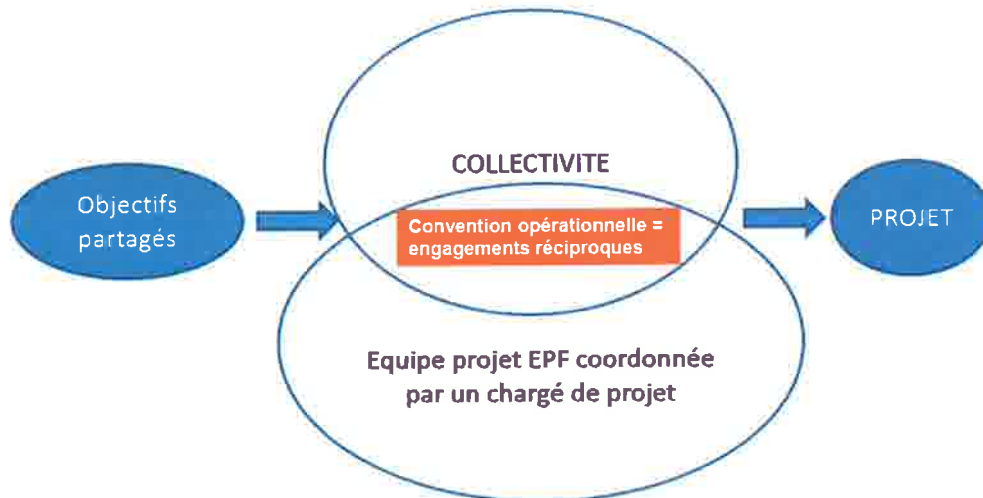 COLLECTIVITE
Objectifs
partagés
Convention opérationnelle =
engagements réciproques
PROJET
Equipe projet EPF coordonnée
par un chargé de projet